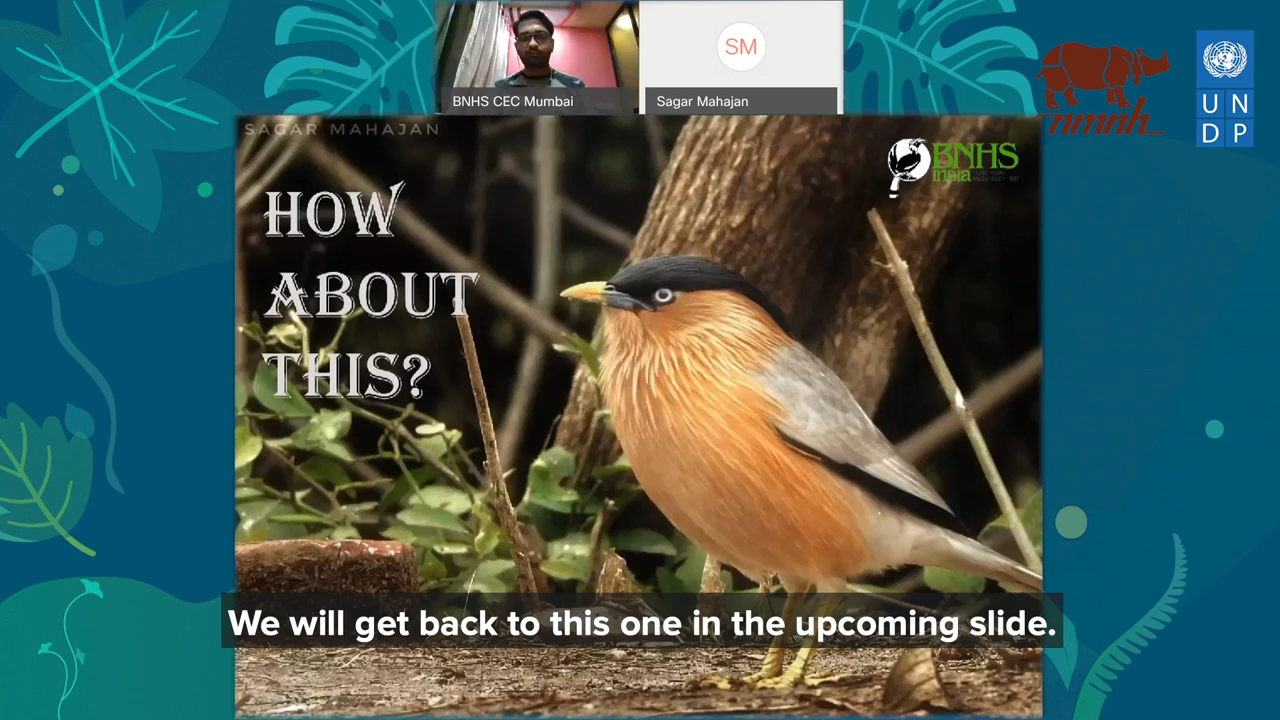 SM
BNHS CEC Mumbai
Sagar Mahajan
nmnh
U N
D P
SAGAR MAHAJAN
BNHS
India
HOW
ABOUT
THIS?
We will get back to this one in the upcoming slide.